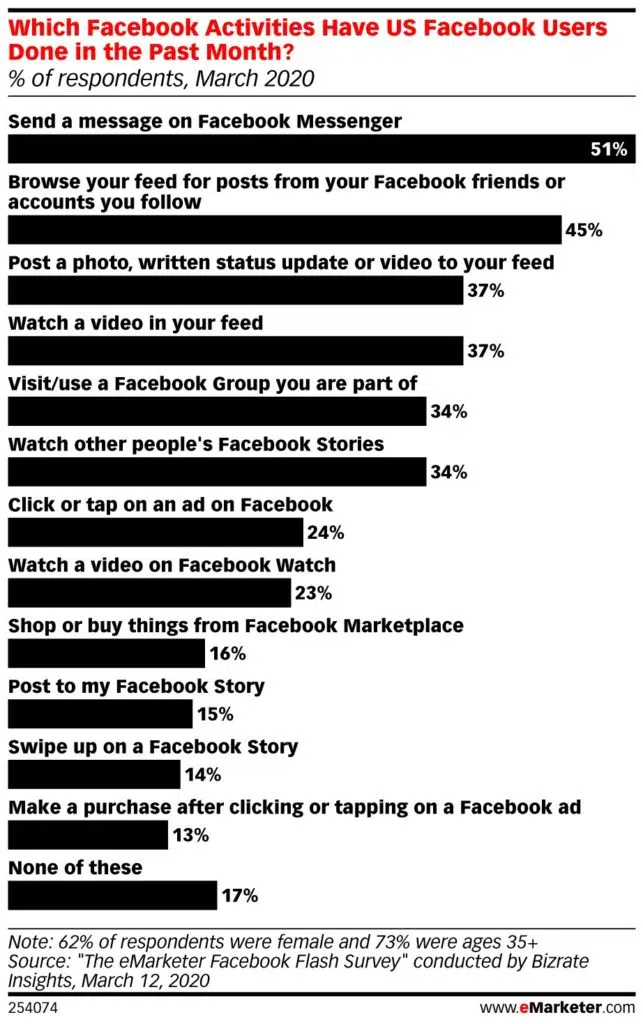 Which Facebook Activities Have US Facebook Users
Done in the Past Month?
% of respondents, March 2020
Send a message on Facebook Messenger
51%
Browse your feed for posts from your Facebook friends or
accounts you follow
45%
Post a photo, written status update or video to your feed
37%
Watch a video in your feed
37%
Visit/use a Facebook Group you are part of
34%
Watch other people's Facebook Stories
34%
Click or tap on an ad on Facebook
24%
Watch a video on Facebook Watch
23%
Shop or buy things from Facebook Marketplace
16%
Post to my Facebook Story
15%
Swipe up on a Facebook Story
14%
Make a purchase after clicking or tapping on a Facebook ad
13%
None of these
17%
Note: 62% of respondents were female and 73% were ages 35+
Source: "The eMarketer Facebook Flash Survey" conducted by Bizrate
Insights, March 12, 2020
254074 www.eMarketer.com